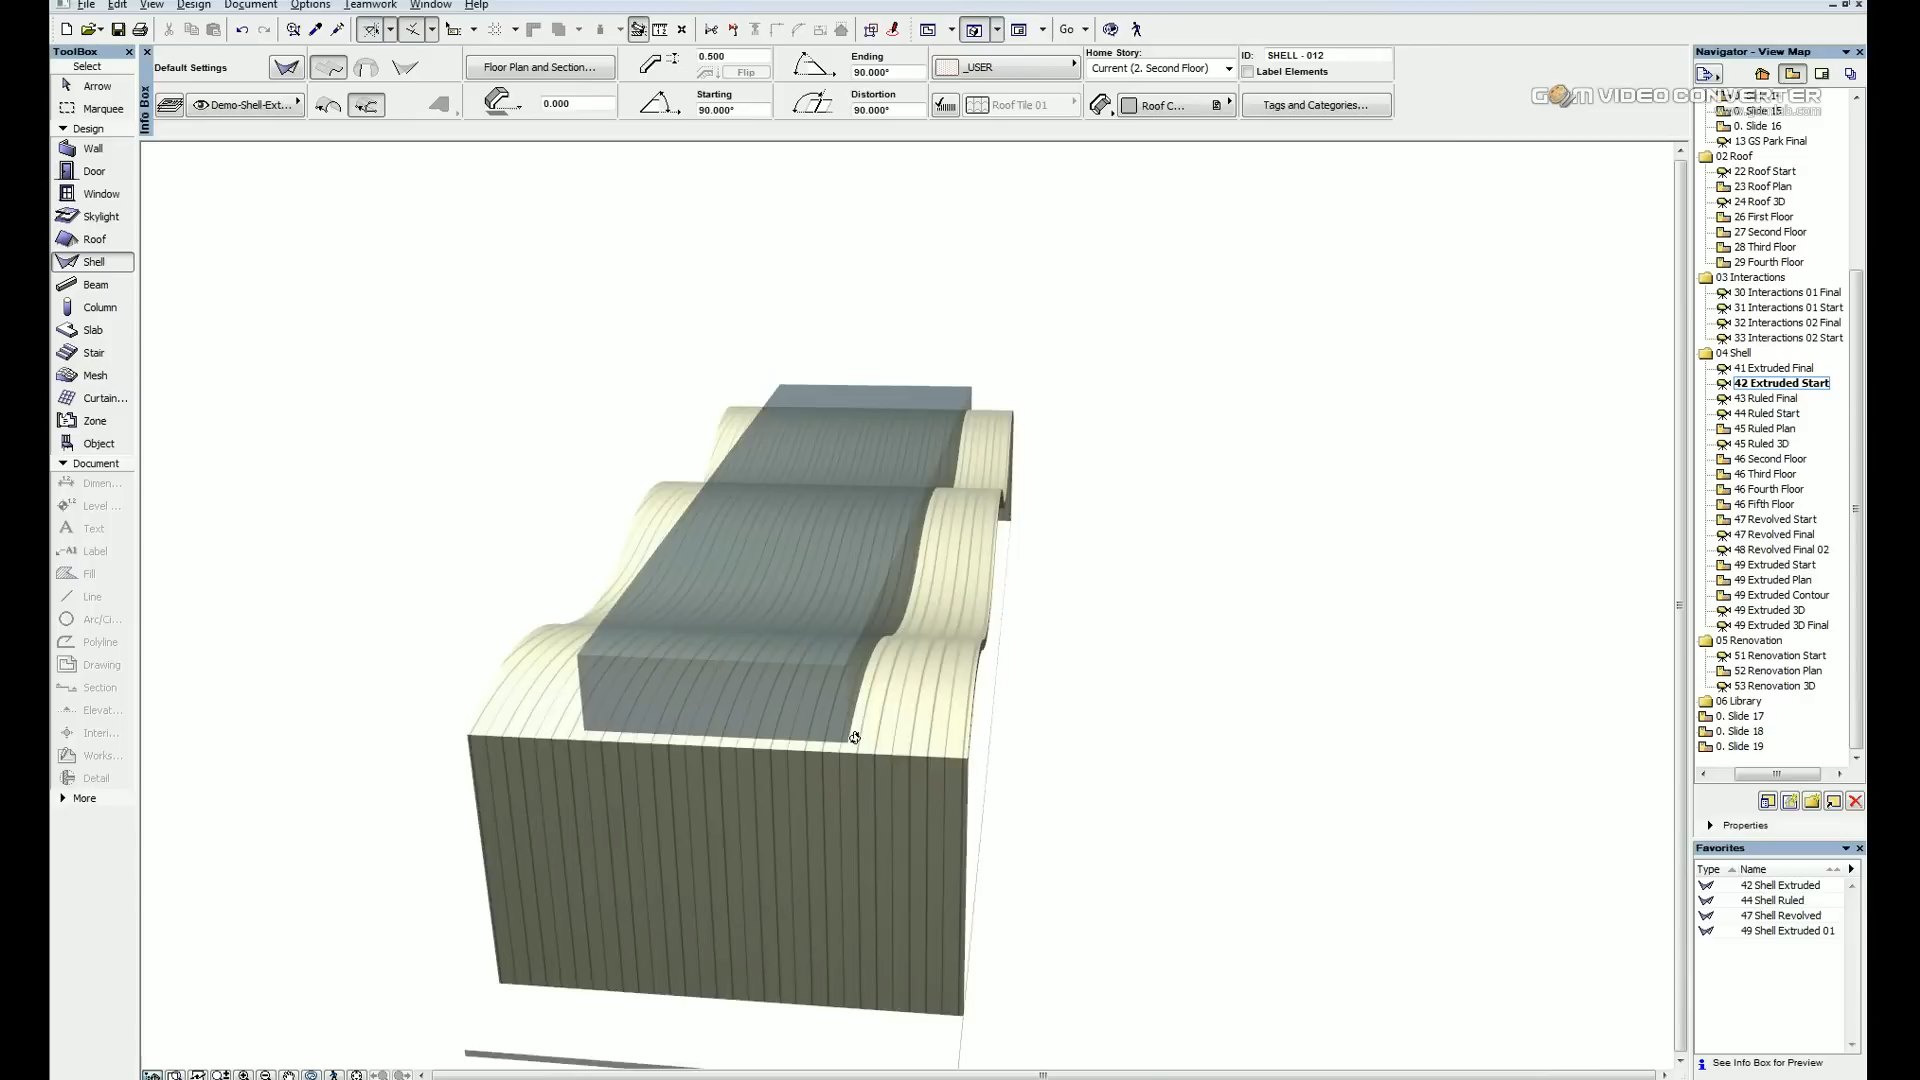 File Edit View Design Document Options Teamwork Window Help
Go
ToolBox
Select
Arrow
Marquee
Design
Wall
Door
Window
Skylight
Roof
Shell
Beam
Column
Slab
Stair
Mesh
Curtain...
Zone
Object
Document
Dimen...
Level ...
Text
Label
Fill
Line
Arc/Ci...
Polyline
Drawing
Section
Elevat...
Interi...
Works...
Detail
More
Info Box
Default Settings
Demo-Shell-Ext...
Floor Plan and Section...
0.000
0.500
Flip
Starting
90.000°
Ending
90.000°
Distortion
90.000°
_USER
Roof Tile 01
Home Story:
Current (2. Second Floor)
Roof C...
ID: SHELL - 012
Label Elements
Tags and Categories...
GOM VIDEO CONVERTER
Navigator - View Map
0. Slide 15
0. Slide 16
13 GS Park Final
02 Roof
22 Roof Start
23 Roof Plan
24 Roof 3D
26 First Floor
27 Second Floor
28 Third Floor
29 Fourth Floor
03 Interactions
30 Interactions 01 Final
31 Interactions 01 Start
32 Interactions 02 Final
33 Interactions 02 Start
04 Shell
41 Extruded Final
42 Extruded Start
43 Ruled Final
44 Ruled Start
45 Ruled Plan
45 Ruled 3D
46 Second Floor
46 Third Floor
46 Fourth Floor
46 Fifth Floor
47 Revolved Start
47 Revolved Final
48 Revolved Final 02
49 Extruded Start
49 Extruded Plan
49 Extruded Contour
49 Extruded 3D
49 Extruded 3D Final
05 Renovation
51 Renovation Start
52 Renovation Plan
53 Renovation 3D
06 Library
0. Slide 17
0. Slide 18
0. Slide 19
Properties
Favorites
Type Name
42 Shell Extruded
44 Shell Ruled
47 Shell Revolved
49 Shell Extruded 01
See Info Box for Preview